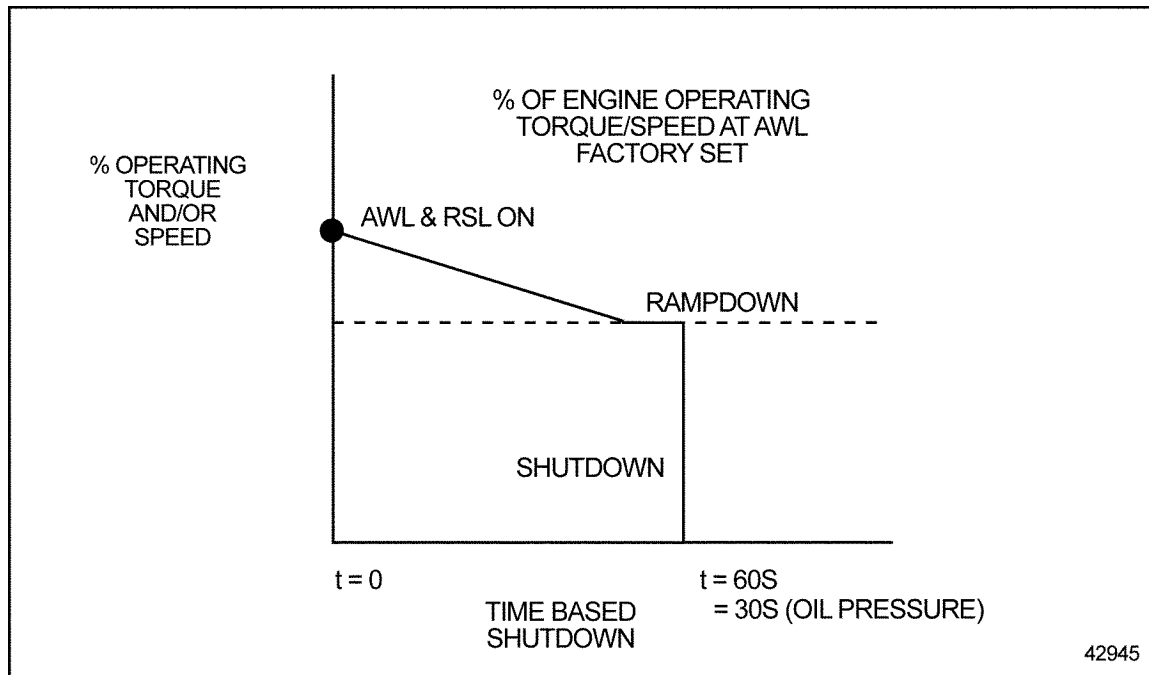 % OF ENGINE OPERATING
TORQUE/SPEED AT AWL
FACTORY SET
% OPERATING
TORQUE
AND/OR
SPEED
AWL & RSL ON
RAMPDOWN
SHUTDOWN
t = 0
t = 60S
= 30S (OIL PRESSURE)
TIME BASED
SHUTDOWN
42945